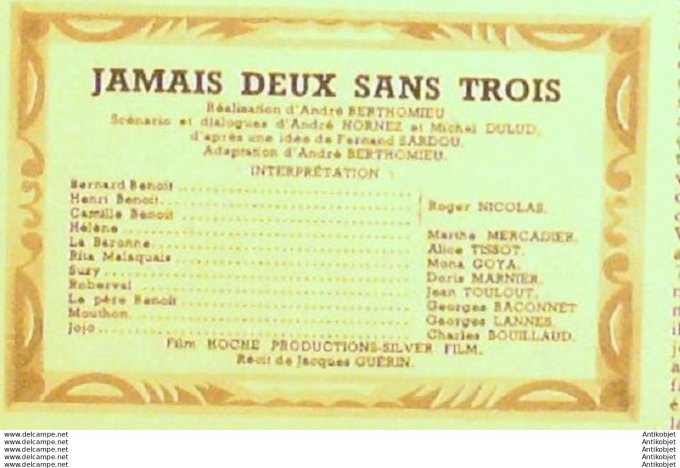 JAMAIS DEUX SANS TROIS
Réalisation d'André BERTHOMIEU
Scénario et dialogues d'André HORNEZ et Michel DULUD,
d'après une idée de Fernand SARDOU.
Adaptation d'André BERTHOMIEU.
INTERPRÉTATION :
Bernard Benoit
Henri Benoit
Camille Benoit
Roger NICOLAS.
Hélène Marthe MERCADIER.
La Baronne Alice TISSOT.
Rita Malaquais Mona GOYA.
Suzy Doris MARNIER.
Roberval Jean TOULOUT.
Le père Benoit Georges BACONNET
Mouthon Georges LANNES.
Jojo Charles BOUILLAUD.
Film HOCHE PRODUCTIONS-SILVER FILM.
Récit de Jacques GUÉRIN.
www.delcampe.net Antikobjet
www.delcampe.net Antikobjet
www.delcampe.net Antikobjet
www.delcampe.net Antikobjet